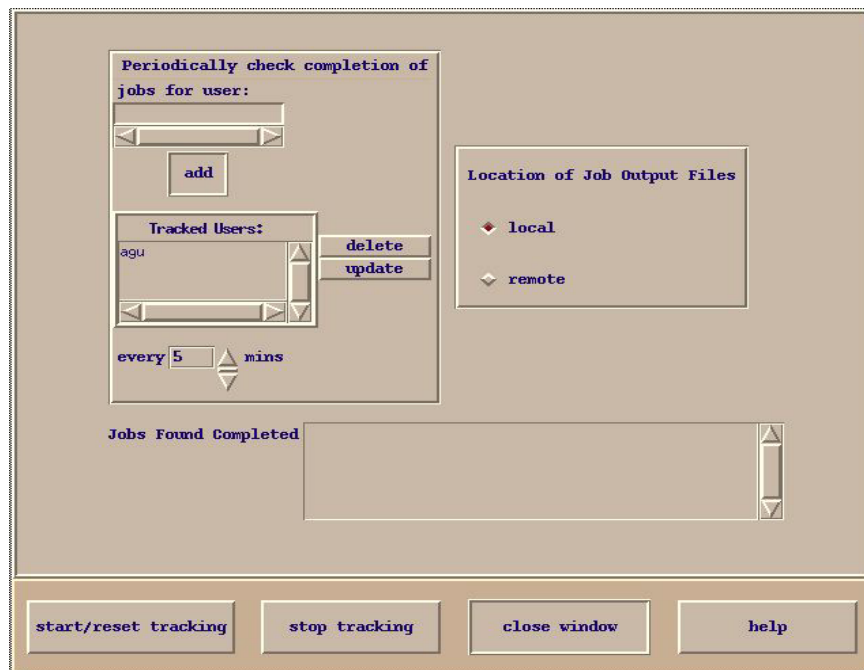 Periodically check completion of
jobs for user:
add
Tracked Users:
agu
delete
update
every 5 mins
Location of Job Output Files
local
remote
Jobs Found Completed
start/reset tracking
stop tracking
close window
help